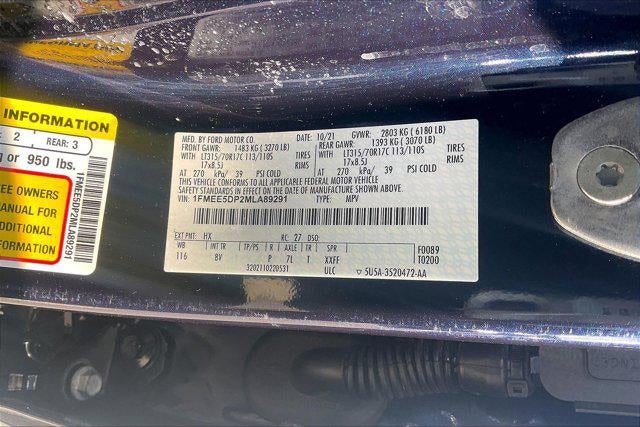 INFORMATION
2 REAR: 3
or 950 lbs.
EE OWNERS
MANUAL FOR
ADDITIONAL
1FMEE5DP2MLA89291
MFD. BY FORD MOTOR CO.
DATE: 10/21 GVWR: 2803 KG ( 6180 LB)
FRONT GAWR: 1483 KG ( 3270 LB) REAR GAWR: 1393 KG ( 3070 LB)
WITH LT315/70R17C 113/110S TIRES WITH LT315/70R17C 113/110S TIRES
17x8.5J RIMS 17x8.5J RIMS
AT 270 kPa/ 39 PSI COLD AT 270 kPa/ 39 PSI COLD
THIS VEHICLE CONFORMS TO ALL APPLICABLE FEDERAL MOTOR VEHICLE
SAFETY AND THEFT PREVENTION STANDARDS IN EFFECT ON THE DATE OF MANUFACTURE SHOWN ABOVE.
VIN: 1FMEE5DP2MLA89291 TYPE: MPV
EXT PNT: HX RC: 27 DSO: F0089
WB INT TR TP/PS R AXLE TR SPR T0200
116 BV P 7L T XXFF
3202110220531 ULC 5U5A-3520472-AA